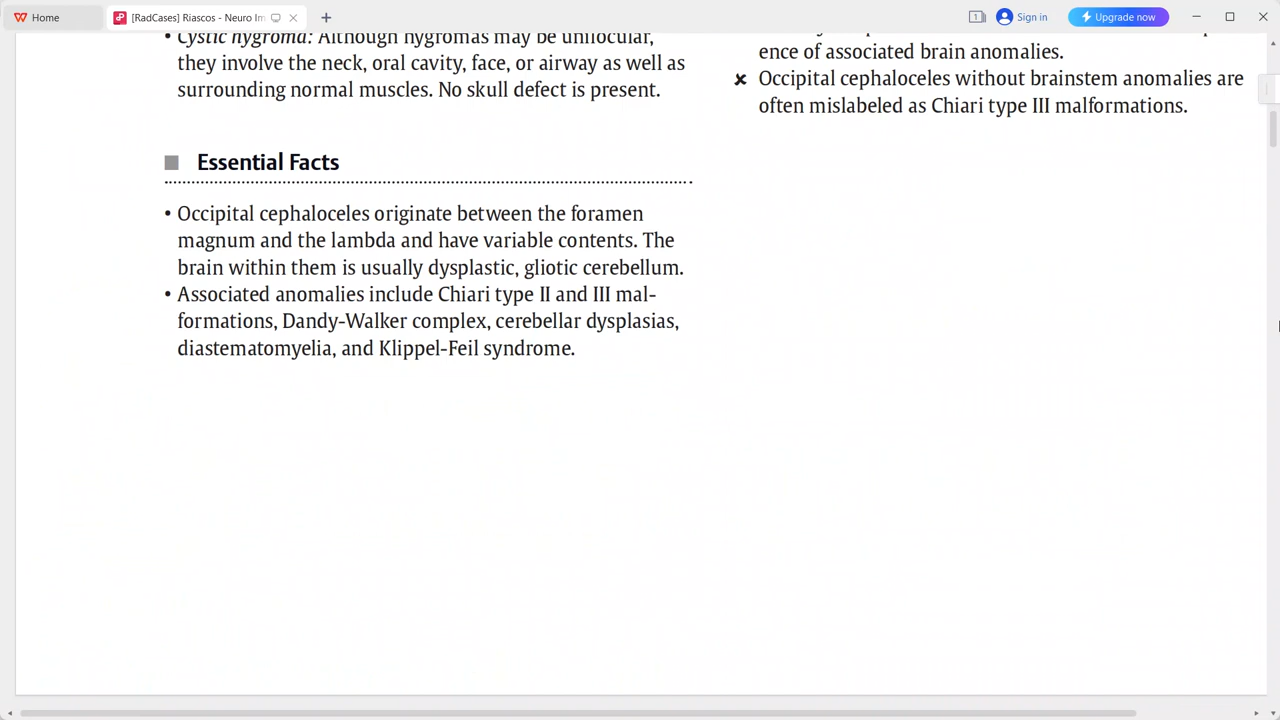 Home
[RadCases] Riascos - Neuro Im
1
Sign in
Upgrade now
• Cystic hygroma: Although hygromas may be unilocular,
they involve the neck, oral cavity, face, or airway as well as
surrounding normal muscles. No skull defect is present.
Essential Facts
• Occipital cephaloceles originate between the foramen
magnum and the lambda and have variable contents. The
brain within them is usually dysplastic, gliotic cerebellum.
• Associated anomalies include Chiari type II and III mal-
formations, Dandy-Walker complex, cerebellar dysplasias,
diastematomyelia, and Klippel-Feil syndrome.
ence of associated brain anomalies.
✘ Occipital cephaloceles without brainstem anomalies are
often mislabeled as Chiari type III malformations.